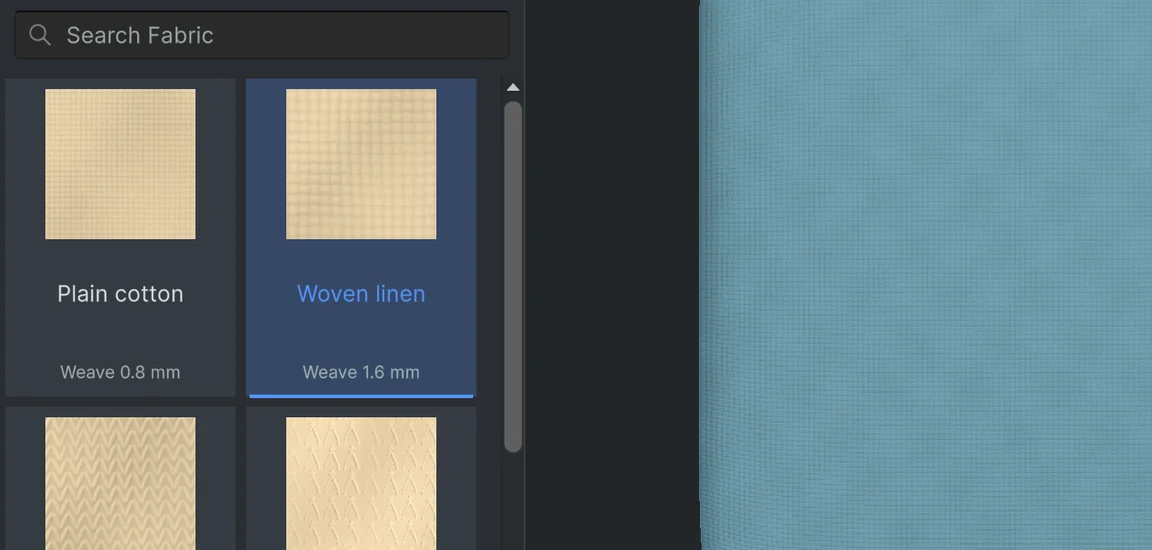 Search Fabric
Plain cotton
Woven linen
Weave 0.8 mm
Weave 1.6 mm